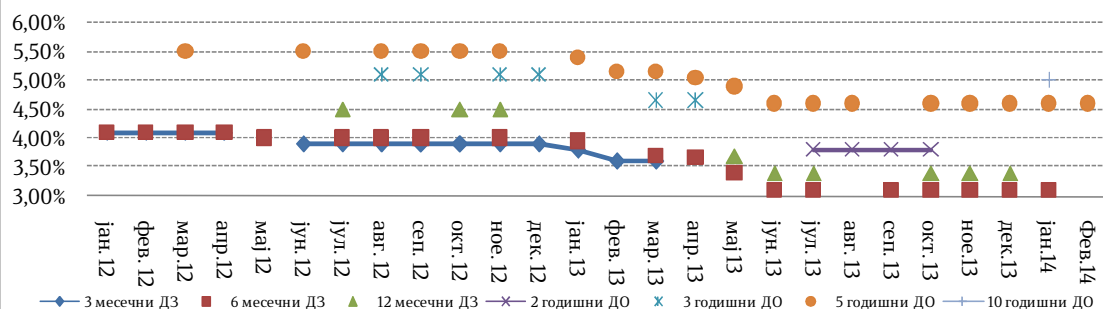 6,00%
5,50%
5,00%
4,50%
4,00%
3,50%
3,00%
јан. 12
фев. 12
мар.12
апр.12
мај 12
јун. 12
јул. 12
авг. 12
сеп. 12
окт. 12
ное. 12
дек. 12
јан. 13
фев. 13
мар. 13
апр. 13
мај13
јун. 13
јул. 13
авг. 13
сеп. 13
окт. 13
ное.13
дек.13
јан.14
Фев.14
3 месечни ДЗ 6 месечни ДЗ 12 месечни ДЗ 2 годишни ДО 3 годишни ДО 5 годишни ДО 10 годишни ДО